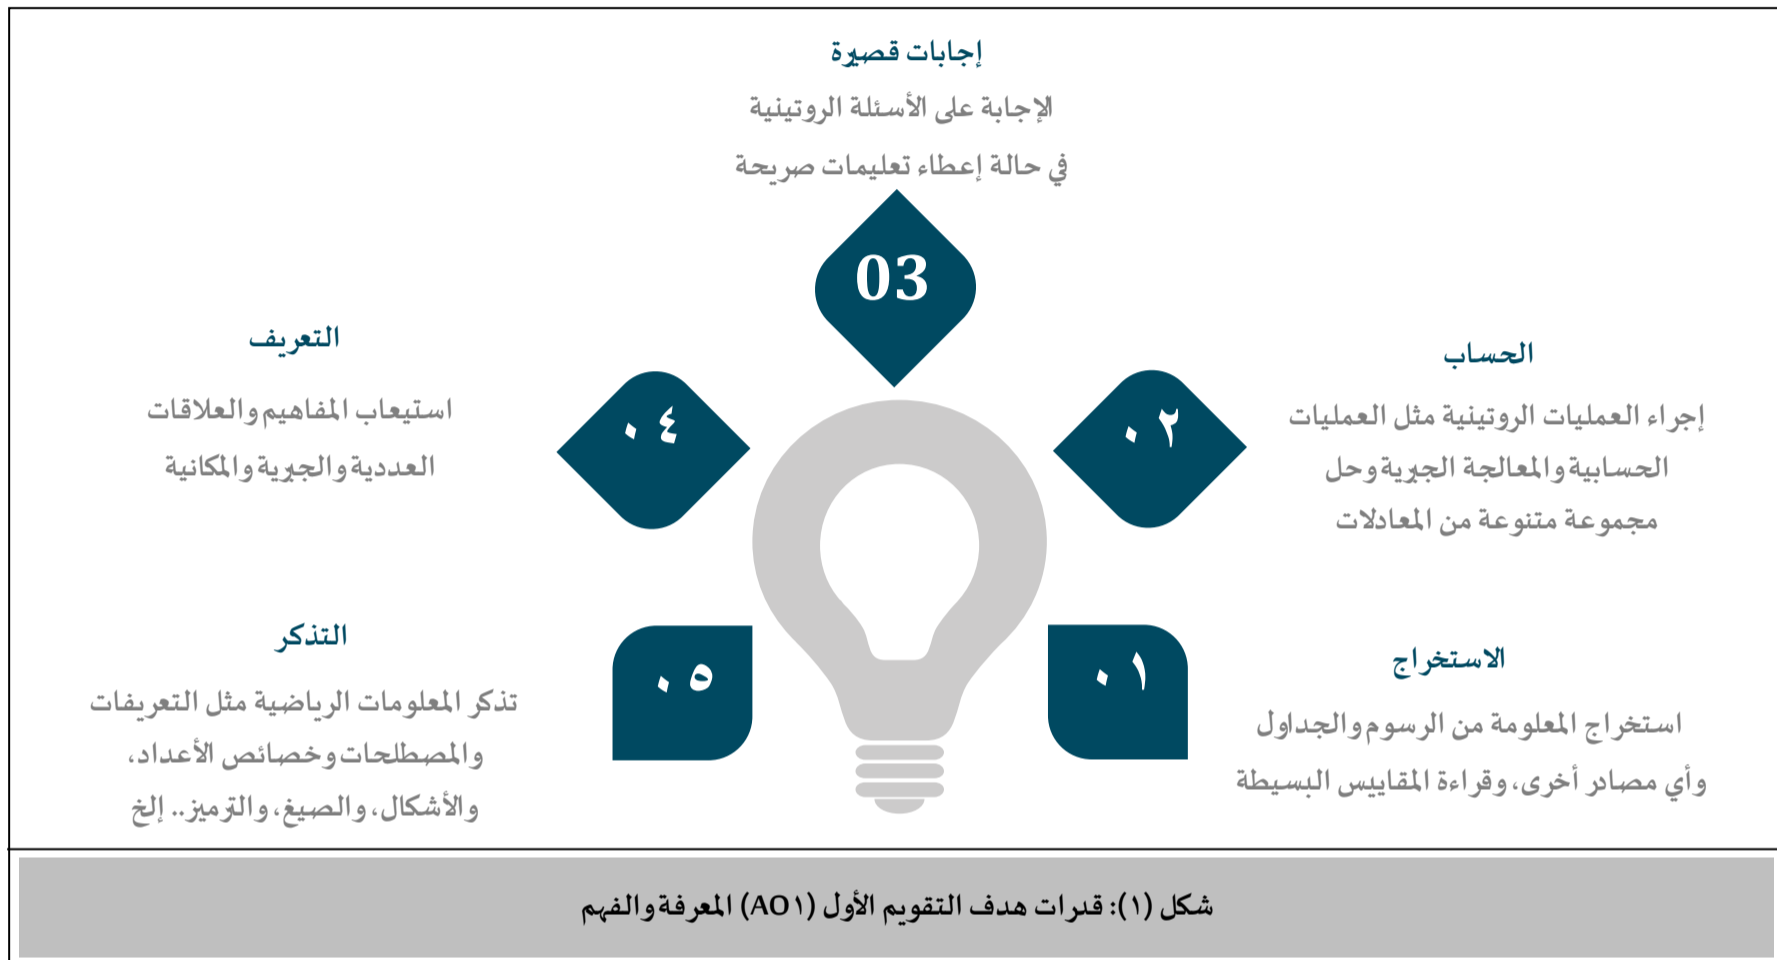 إجابات قصيرة
الإجابة على الأسئلة الروتينية
في حالة إعطاء تعليمات صريحة
03
الحساب
إجراء العمليات الروتينية مثل العمليات
الحسابية والمعالجة الجبرية وحل
مجموعة متنوعة من المعادلات
٠٢
التعريف
استيعاب المفاهيم والعلاقات
العددية والجبرية والمكانية
٠٤
الاستخراج
استخراج المعلومة من الرسوم والجداول
وأي مصادر أخرى، وقراءة المقاييس البسيطة
٠١
التذكر
تذكر المعلومات الرياضية مثل التعريفات
والمصطلحات وخصائص الأعداد،
والأشكال، والصيغ، والترميز.. إلخ
٠٥
شكل (١): قدرات هدف التقويم الأول (AO١) المعرفة والفهم